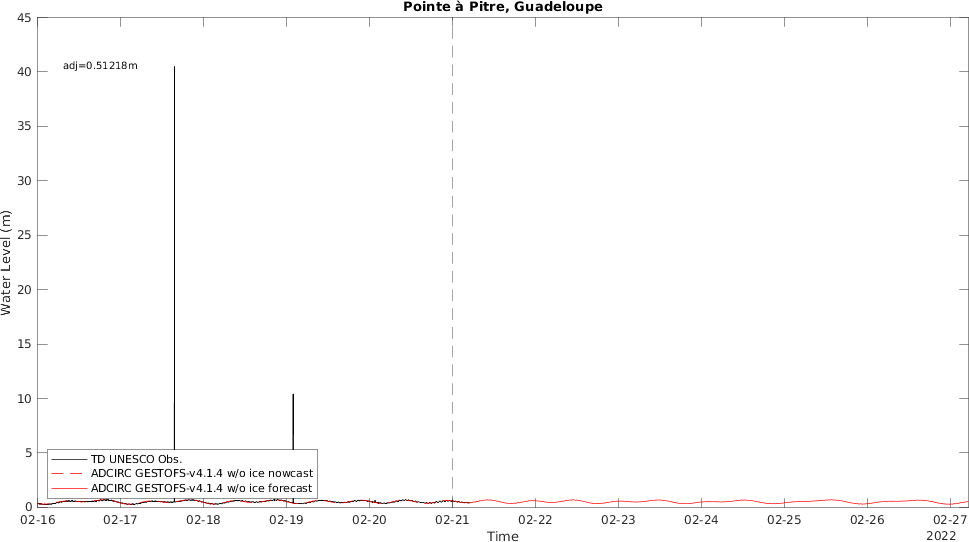 Pointe à Pitre, Guadeloupe
45
40
35
30
25
20
15
10
5
0
Water Level (m)
adj=0.51218m
TD UNESCO Obs.
ADCIRC GESTOFS-v4.1.4 w/o ice nowcast
ADCIRC GESTOFS-v4.1.4 w/o ice forecast
02-16 02-17 02-18 02-19 02-20 02-21 02-22 02-23 02-24 02-25 02-26 02-27
Time
2022